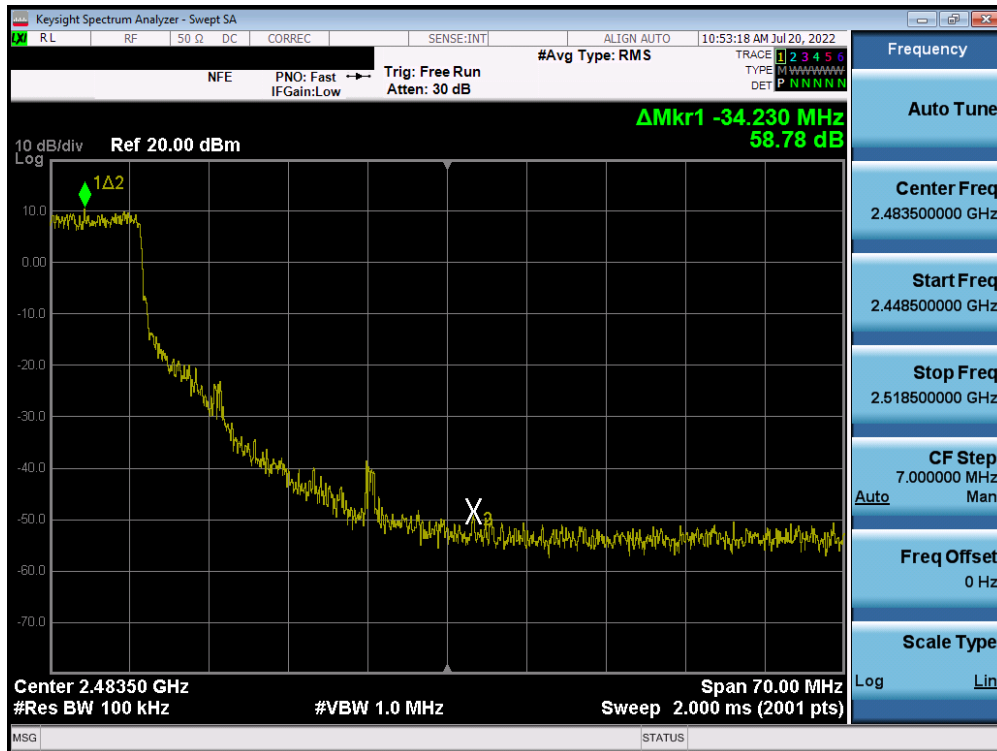 Keysight Spectrum Analyzer - Swept SA
LXI RL RF 50 Ω DC CORREC SENSE:INT ALIGN AUTO 10:53:18 AM Jul 20, 2022
#Avg Type: RMS TRACE 1 2 3 4 5 6
NFE PNO: Fast Trig: Free Run TYPE M WWWWW
IFGain:Low Atten: 30 dB DET P N N N N N
ΔMkr1 -34.230 MHz
58.78 dB
10 dB/div Ref 20.00 dBm
Log
1Δ2
10.0
0.00
-10.0
-20.0
-30.0
-40.0
-50.0
2
-60.0
-70.0
Center 2.48350 GHz Span 70.00 MHz
#Res BW 100 kHz #VBW 1.0 MHz Sweep 2.000 ms (2001 pts)
MSG STATUS
Frequency
Auto Tune
Center Freq
2.483500000 GHz
Start Freq
2.448500000 GHz
Stop Freq
2.518500000 GHz
CF Step
7.000000 MHz
Auto Man
Freq Offset
0 Hz
Scale Type
Log Lin